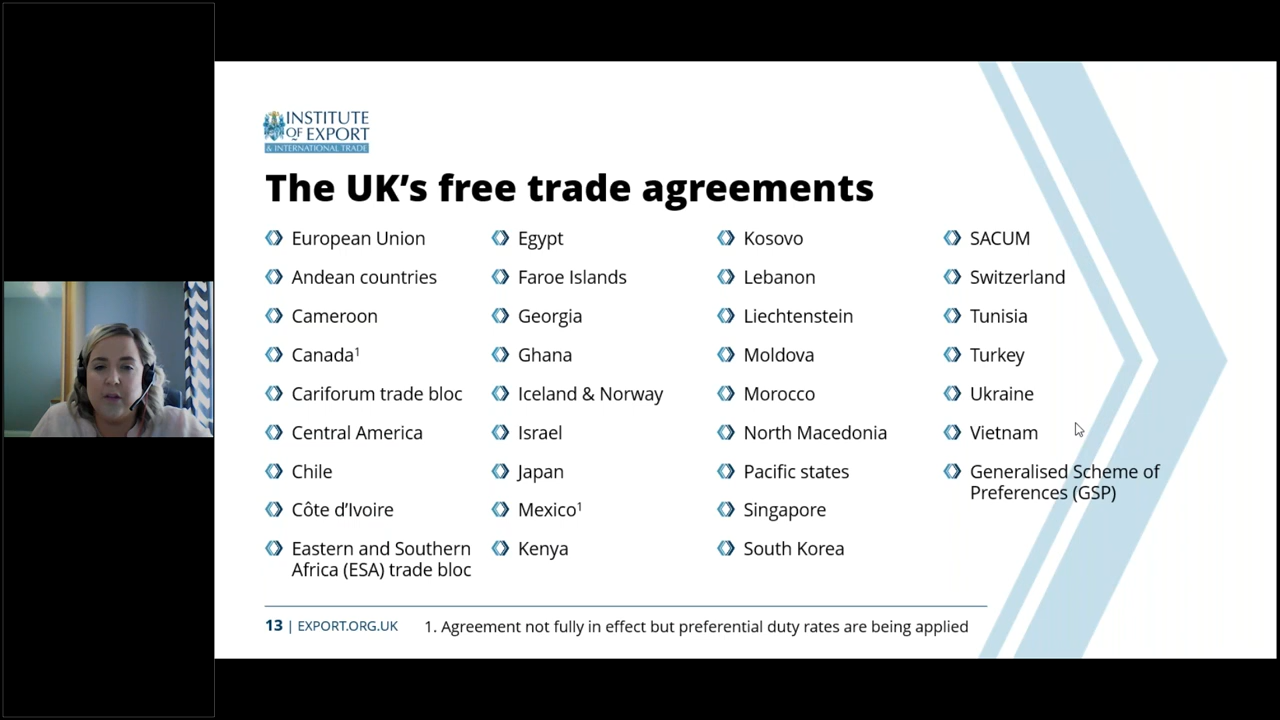 INSTITUTE
OF EXPORT
& INTERNATIONAL TRADE
The UK’s free trade agreements
European Union
Andean countries
Cameroon
Canada¹
Cariforum trade bloc
Central America
Chile
Côte d’Ivoire
Eastern and Southern
Africa (ESA) trade bloc
Egypt
Faroe Islands
Georgia
Ghana
Iceland & Norway
Israel
Japan
Mexico¹
Kenya
Kosovo
Lebanon
Liechtenstein
Moldova
Morocco
North Macedonia
Pacific states
Singapore
South Korea
SACUM
Switzerland
Tunisia
Turkey
Ukraine
Vietnam
Generalised Scheme of
Preferences (GSP)
13 | EXPORT.ORG.UK
1. Agreement not fully in effect but preferential duty rates are being applied